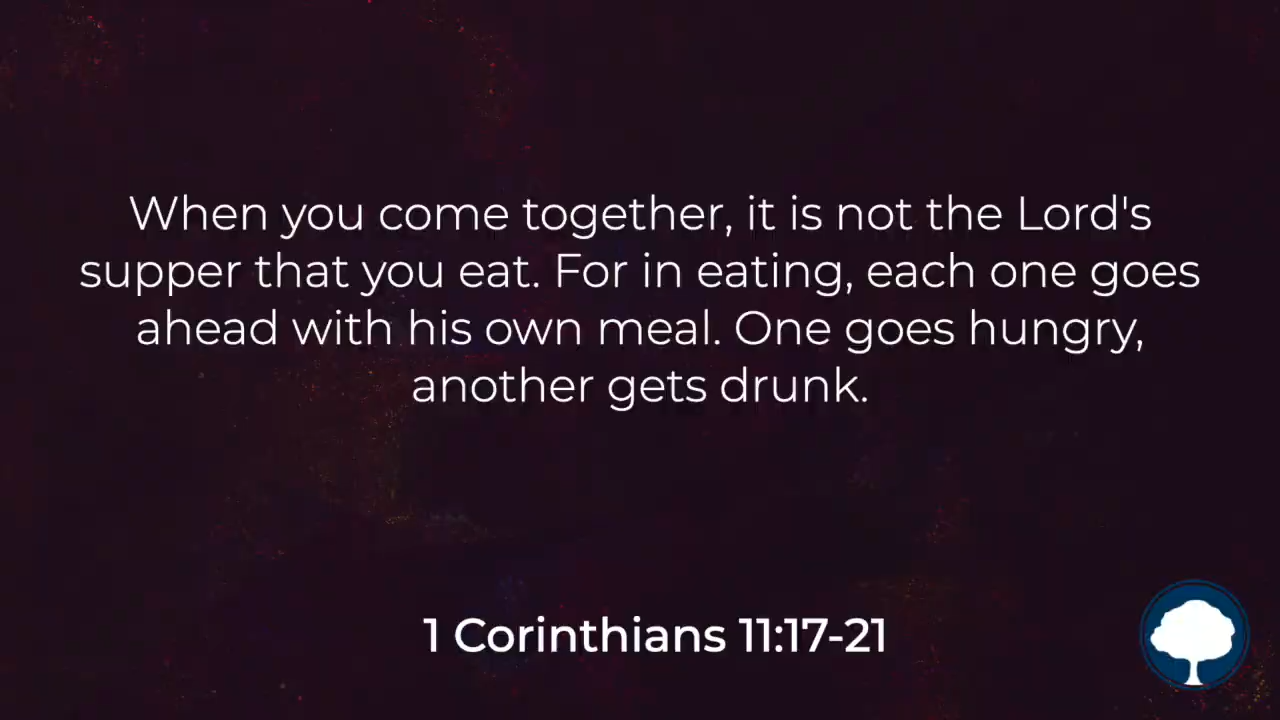 When you come together, it is not the Lord's
supper that you eat. For in eating, each one goes
ahead with his own meal. One goes hungry,
another gets drunk.
1 Corinthians 11:17-21